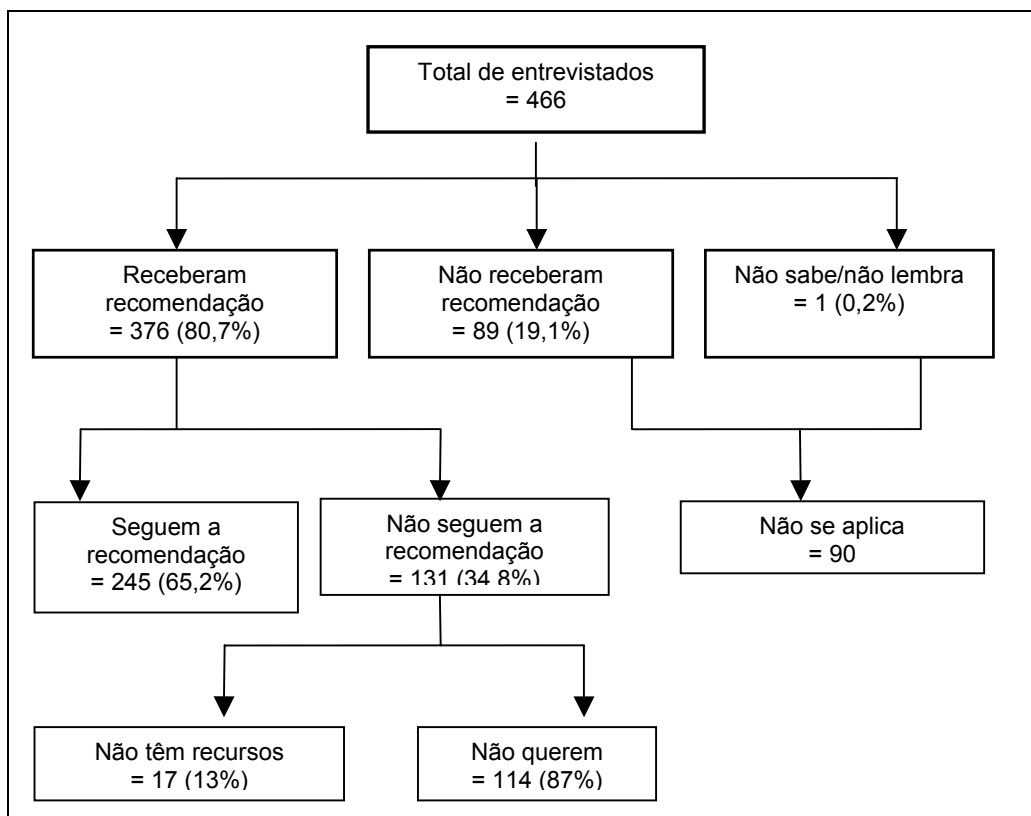 Total de entrevistados
= 466
Receberam
recomendação
= 376 (80,7%)
Não receberam
recomendação
= 89 (19,1%)
Não sabe/não lembra
= 1 (0,2%)
Seguem a
recomendação
= 245 (65,2%)
Não seguem a
recomendação
= 131 (34,8%)
Não se aplica
= 90
Não têm recursos
= 17 (13%)
Não querem
= 114 (87%)